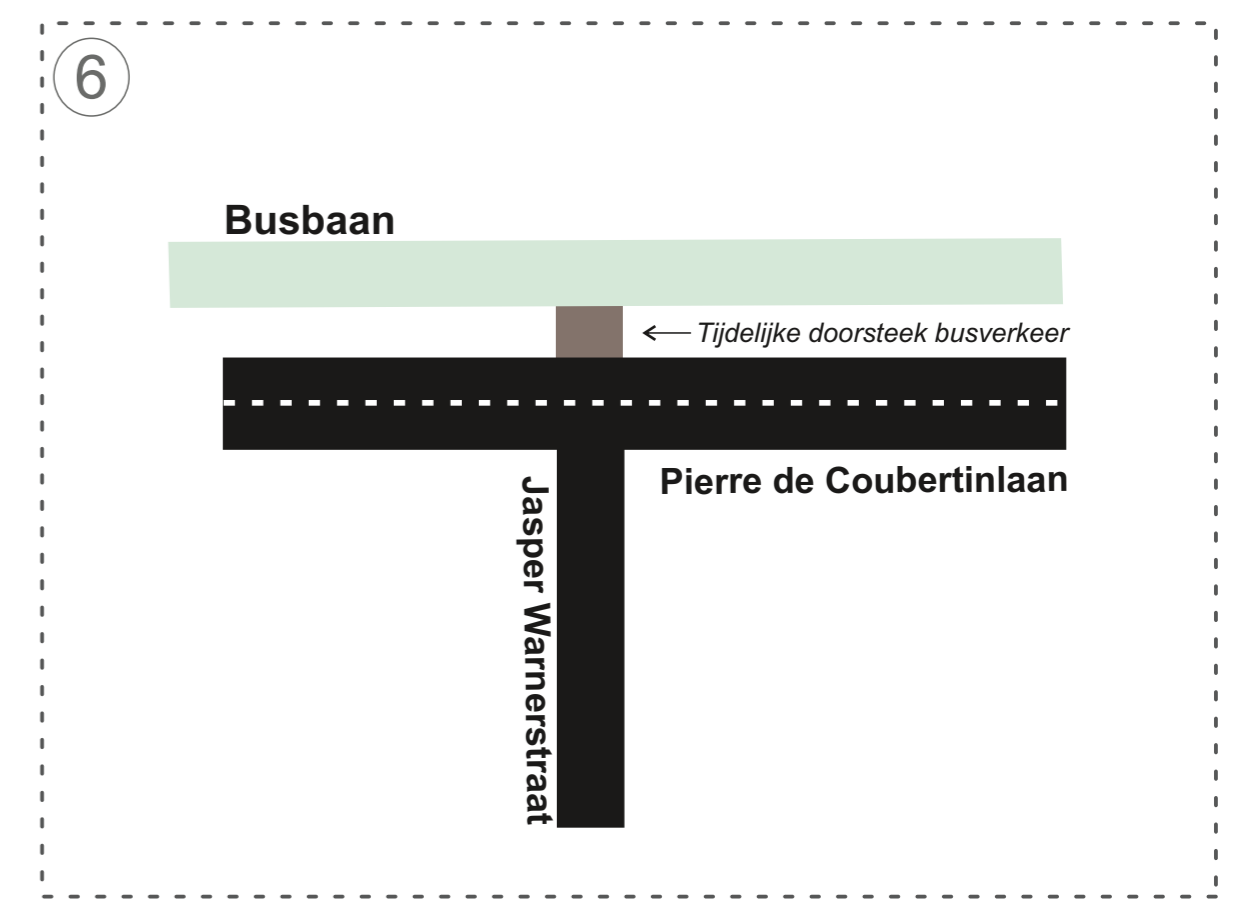 6
Busbaan
Tijdelijke doorsteek busverkeer
Pierre de Coubertinlaan
Jasper Warnerstraat